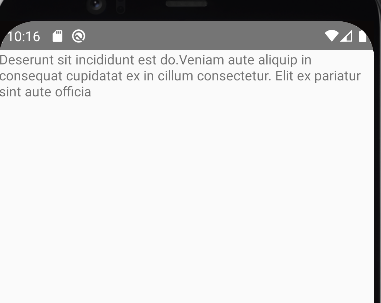 10:16
Deserunt sit incididunt est do.Veniam aute aliquip in
consequat cupidatat ex in cillum consectetur. Elit ex pariatur
sint aute officia